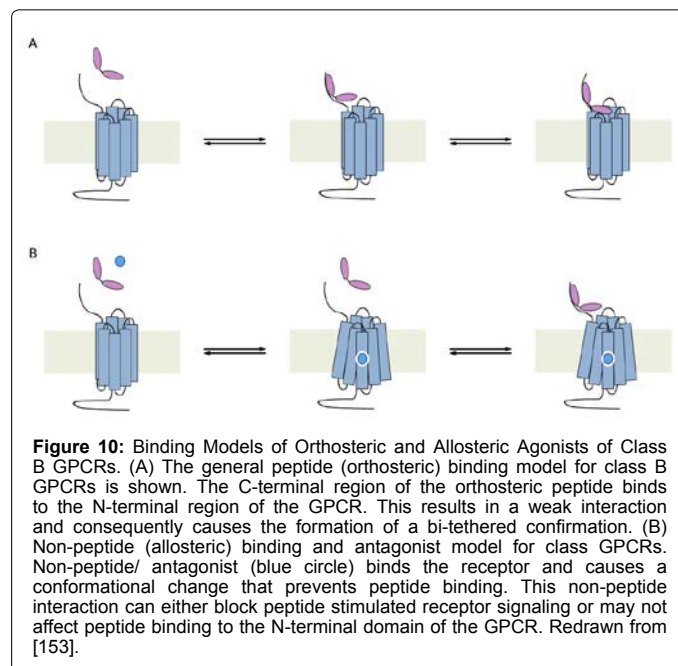 A
B
Figure 10: Binding Models of Orthosteric and Allosteric Agonists of Class
B GPCRs. (A) The general peptide (orthosteric) binding model for class B
GPCRs is shown. The C-terminal region of the orthosteric peptide binds
to the N-terminal region of the GPCR. This results in a weak interaction
and consequently causes the formation of a bi-tethered confirmation. (B)
Non-peptide (allosteric) binding and antagonist model for class GPCRs.
Non-peptide/ antagonist (blue circle) binds the receptor and causes a
conformational change that prevents peptide binding. This non-peptide
interaction can either block peptide stimulated receptor signaling or may not
affect peptide binding to the N-terminal domain of the GPCR. Redrawn from
[153].